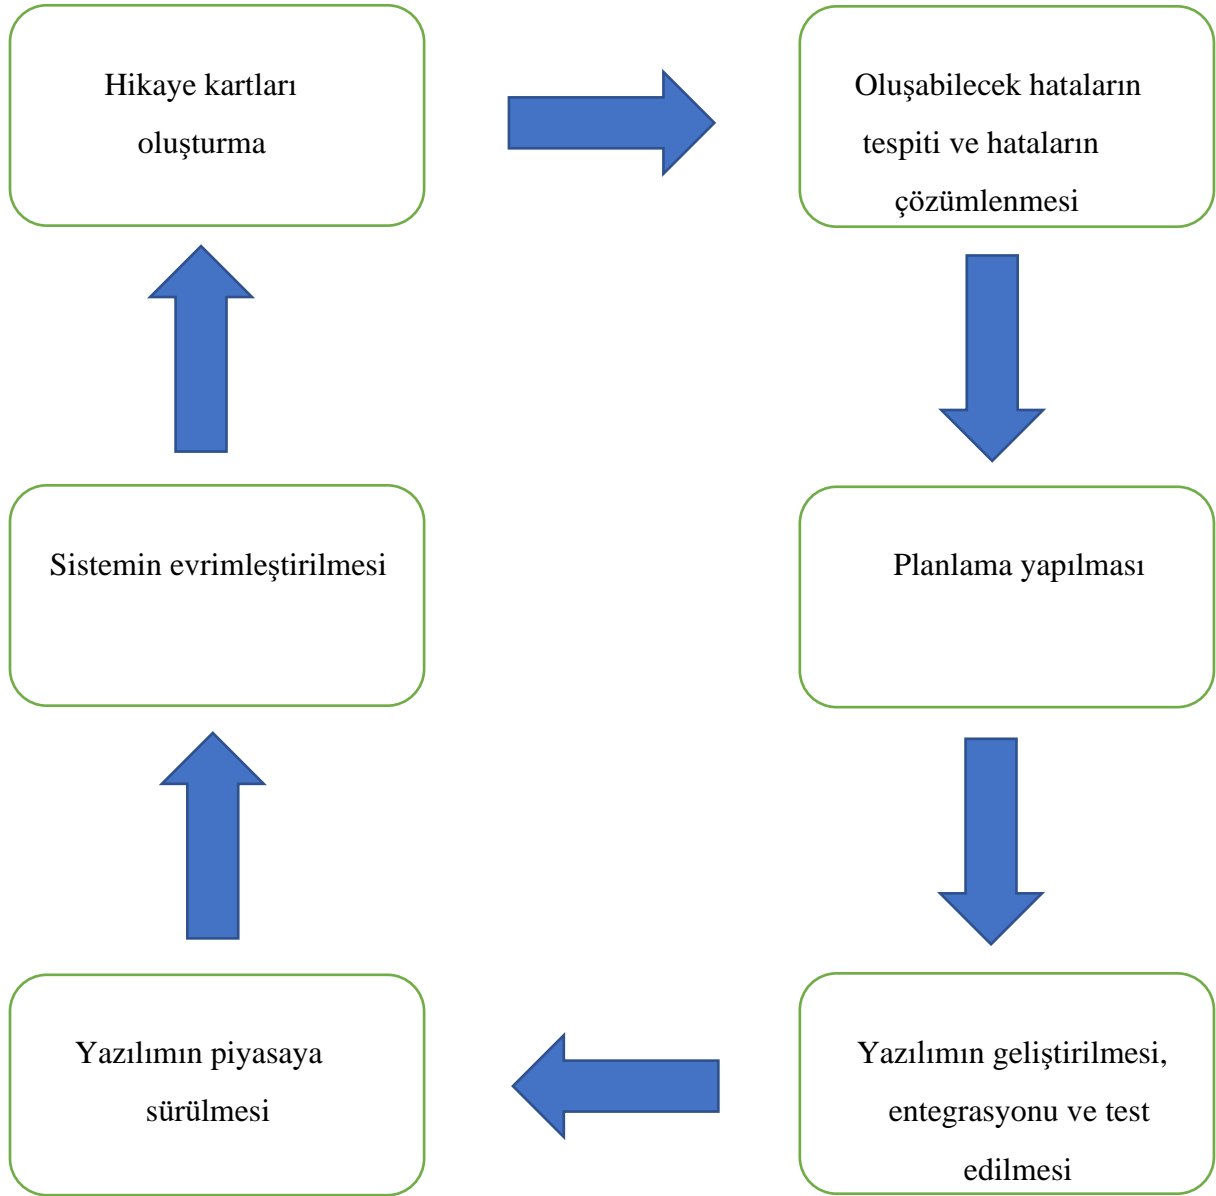 Hikaye kartları
oluşturma
Oluşabilecek hataların
tespiti ve hataların
çözümlenmesi
Sistemin evrimleştirilmesi
Planlama yapılması
Yazılımın piyasaya
sürülmesi
Yazılımın geliştirilmesi,
entegrasyonu ve test
edilmesi